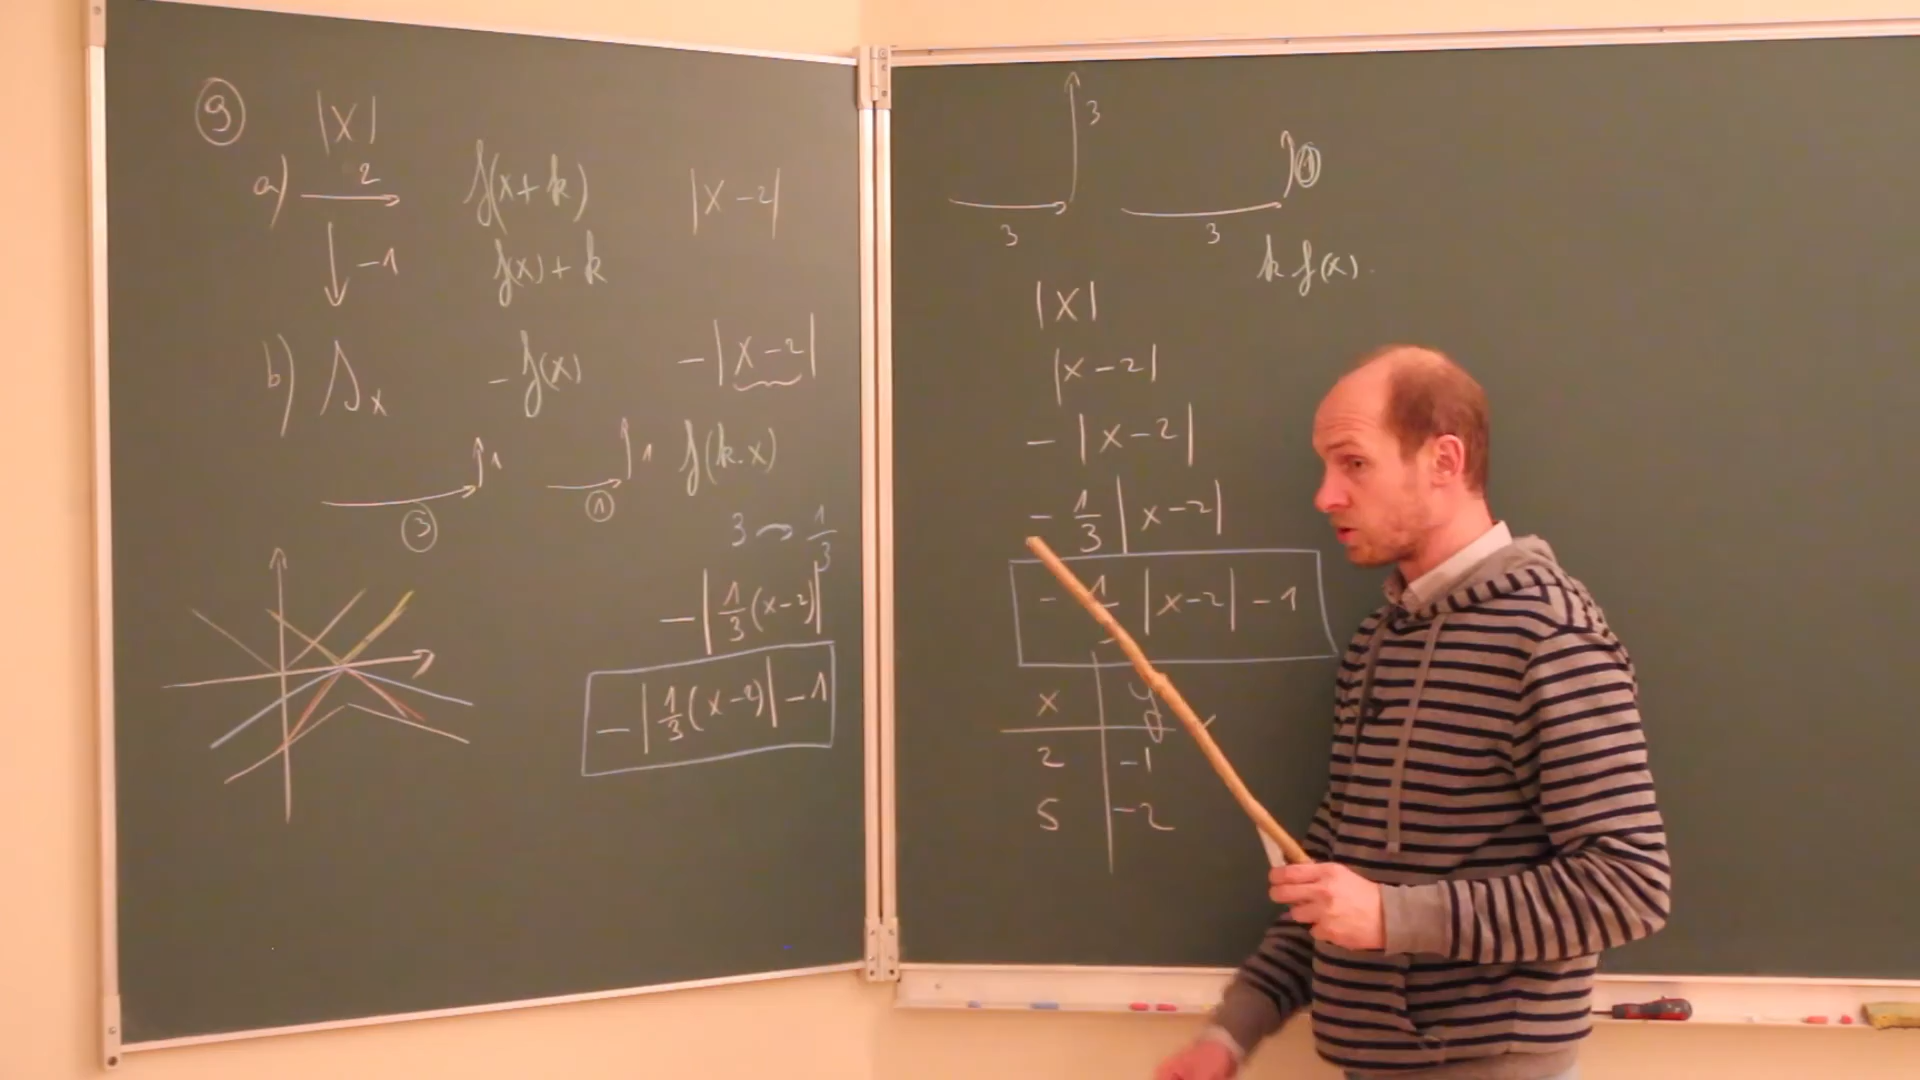 9 |x|
a) 2 f(x+k) |x-2|
-1 f(x)+k
b) Sx -f(x) -|x-2|
3 1 1 1 f(k.x)
3 → 1/3
-|1/3(x-2)|
-|1/3(x-2)|-1
3 3
3 1
k f(x).
|x|
|x-2|
-|x-2|
-1/3|x-2|
|x-2|-1
x y
2 -1
5 -2